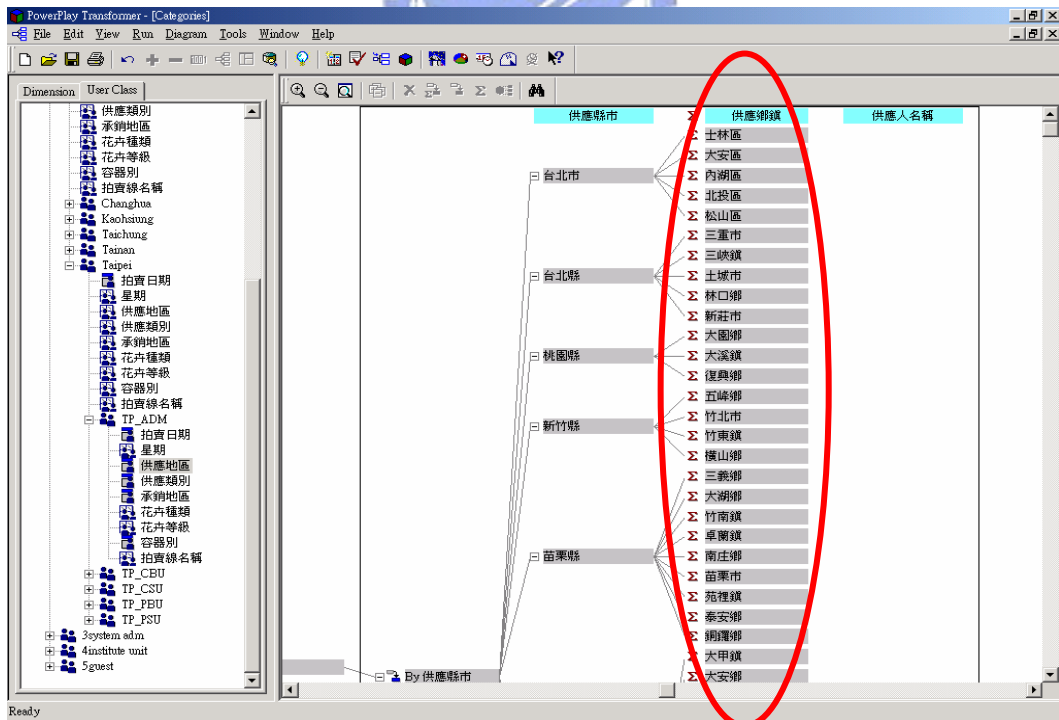 PowerPlay Transformer - [Categories]
File Edit View Run Diagram Tools Window Help
Dimension User Class
供應類別
承銷地區
花卉種類
花卉等級
容器別
拍賣線名稱
Changhua
Kaohsiung
Taichung
Tainan
Taipei
拍賣日期
星期
供應地區
供應類別
承銷地區
花卉種類
花卉等級
容器別
拍賣線名稱
TP_ADM
拍賣日期
星期
供應地區
供應類別
承銷地區
花卉種類
花卉等級
容器別
拍賣線名稱
TP_CBU
TP_CSU
TP_PBU
TP_PSU
3system adm
4institute unit
5guest
供應縣市 Σ 供應鄉鎮 供應人名稱
Σ 士林區
Σ 大安區
台北市 Σ 內湖區
Σ 北投區
Σ 松山區
Σ 三重市
Σ 三峽鎮
台北縣 Σ 土城市
Σ 林口鄉
Σ 新莊市
Σ 大園鄉
桃園縣 Σ 大溪鎮
Σ 復興鄉
Σ 五峰鄉
Σ 竹北市
新竹縣 Σ 竹東鎮
Σ 橫山鄉
Σ 三義鄉
Σ 大湖鄉
Σ 竹南鎮
Σ 卓蘭鎮
苗栗縣 Σ 南庄鄉
Σ 苗栗市
Σ 苑裡鎮
Σ 泰安鄉
Σ 銅鑼鄉
Σ 大甲鎮
By 供應縣市 Σ 大安鄉
Ready